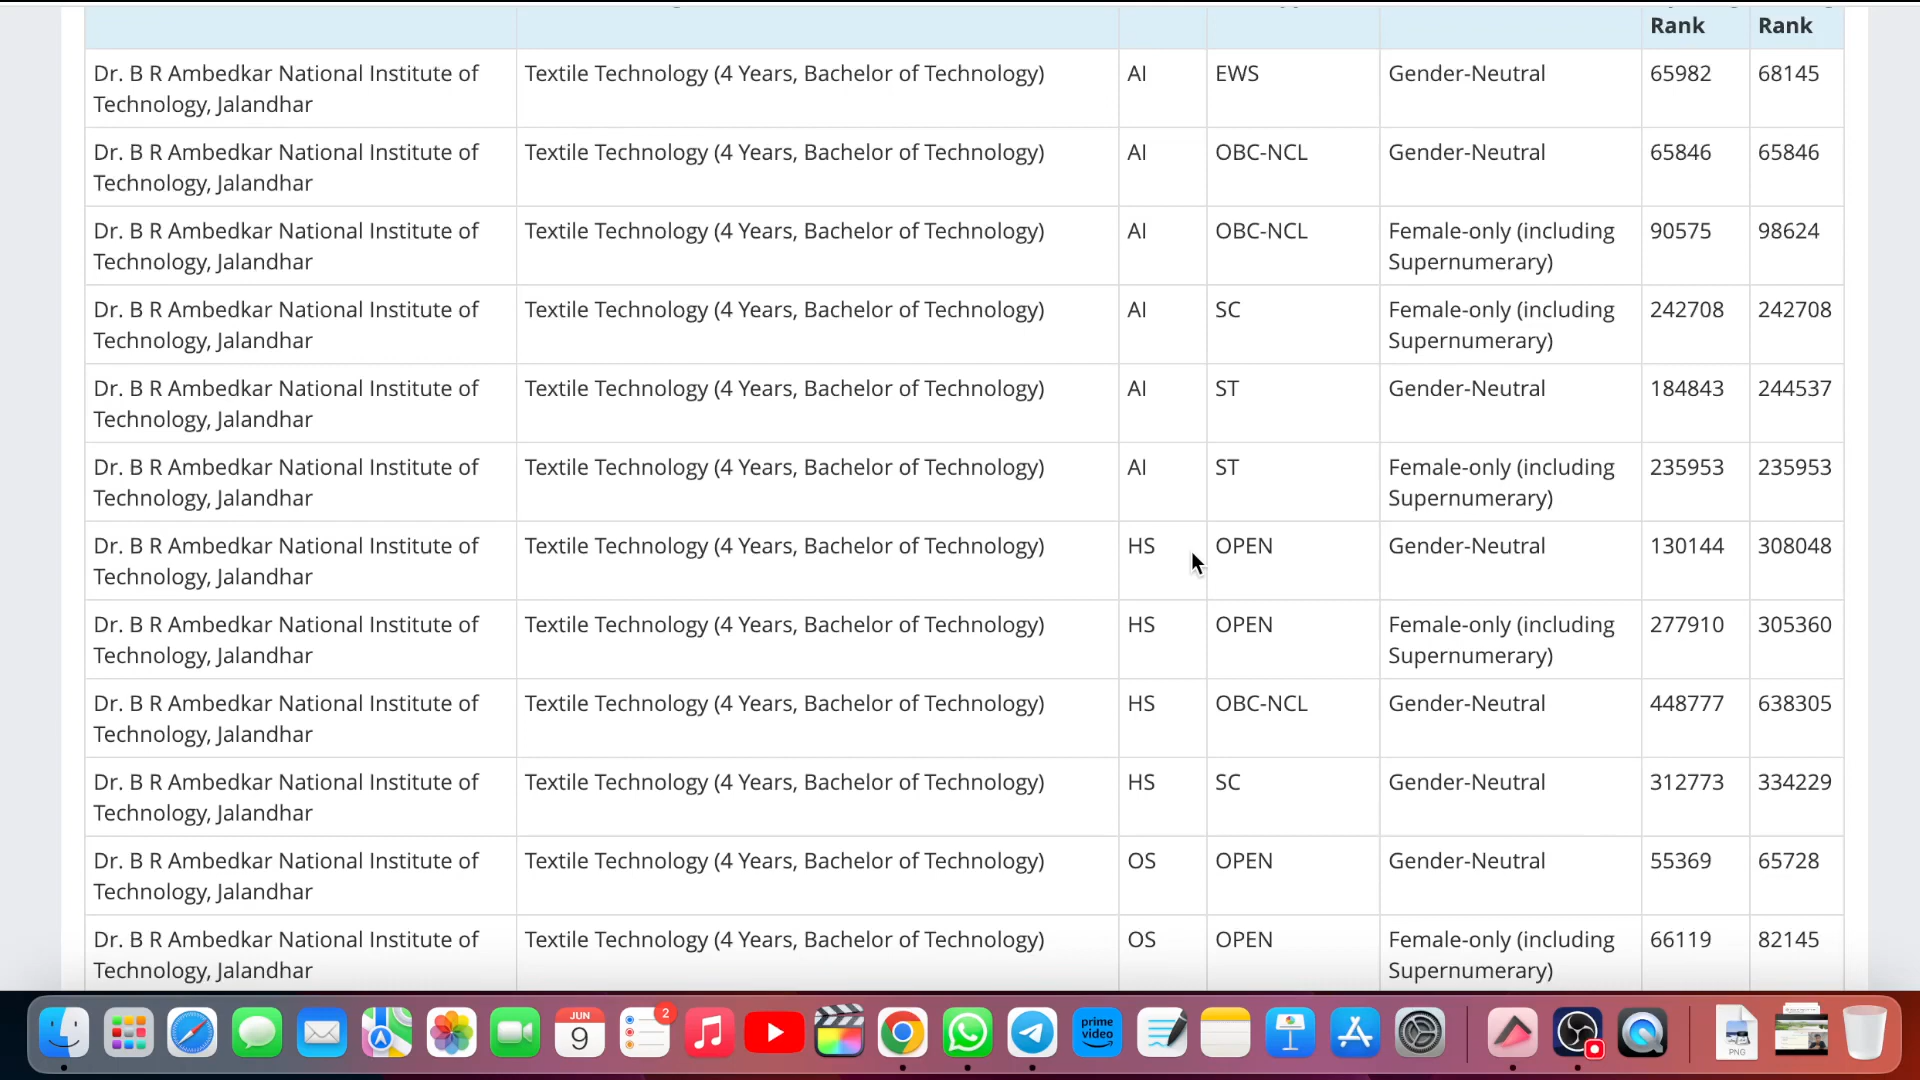 Rank Rank
Dr. B R Ambedkar National Institute of Textile Technology (4 Years, Bachelor of Technology) AI EWS Gender-Neutral 65982 68145
Technology, Jalandhar
Dr. B R Ambedkar National Institute of Textile Technology (4 Years, Bachelor of Technology) AI OBC-NCL Gender-Neutral 65846 65846
Technology, Jalandhar
Dr. B R Ambedkar National Institute of Textile Technology (4 Years, Bachelor of Technology) AI OBC-NCL Female-only (including 90575 98624
Technology, Jalandhar Supernumerary)
Dr. B R Ambedkar National Institute of Textile Technology (4 Years, Bachelor of Technology) AI SC Female-only (including 242708 242708
Technology, Jalandhar Supernumerary)
Dr. B R Ambedkar National Institute of Textile Technology (4 Years, Bachelor of Technology) AI ST Gender-Neutral 184843 244537
Technology, Jalandhar
Dr. B R Ambedkar National Institute of Textile Technology (4 Years, Bachelor of Technology) AI ST Female-only (including 235953 235953
Technology, Jalandhar Supernumerary)
Dr. B R Ambedkar National Institute of Textile Technology (4 Years, Bachelor of Technology) HS OPEN Gender-Neutral 130144 308048
Technology, Jalandhar
Dr. B R Ambedkar National Institute of Textile Technology (4 Years, Bachelor of Technology) HS OPEN Female-only (including 277910 305360
Technology, Jalandhar Supernumerary)
Dr. B R Ambedkar National Institute of Textile Technology (4 Years, Bachelor of Technology) HS OBC-NCL Gender-Neutral 448777 638305
Technology, Jalandhar
Dr. B R Ambedkar National Institute of Textile Technology (4 Years, Bachelor of Technology) HS SC Gender-Neutral 312773 334229
Technology, Jalandhar
Dr. B R Ambedkar National Institute of Textile Technology (4 Years, Bachelor of Technology) OS OPEN Gender-Neutral 55369 65728
Technology, Jalandhar
Dr. B R Ambedkar National Institute of Textile Technology (4 Years, Bachelor of Technology) OS OPEN Female-only (including 66119 82145
Technology, Jalandhar Supernumerary)
JUN
9
2
prime
video
PNG